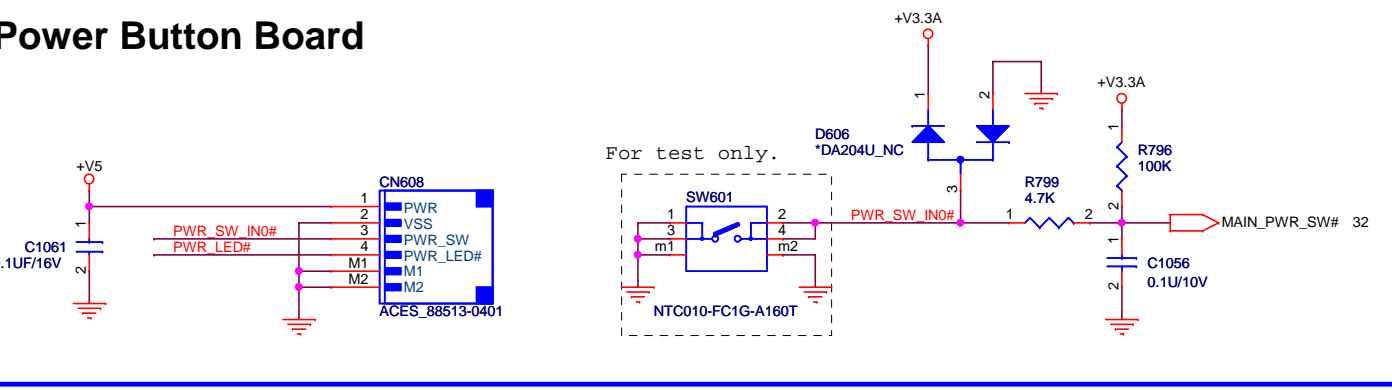 Power Button Board
+V5
1
2
C1061
.1UF/16V
PWR_SW_IN0#
PWR_LED#
CN608
1
2
3
4
M1
M2
PWR
VSS
PWR_SW
PWR_LED#
M1
M2
ACES_88513-0401
For test only.
SW601
1
3
m1
2
4
m2
NTC010-FC1G-A160T
PWR_SW_IN0#
+V3.3A
1
2
D606
*DA204U_NC
3
R799
4.7K
1
2
+V3.3A
1
R796
100K
2
MAIN_PWR_SW# 32
1
C1056
0.1U/10V
2